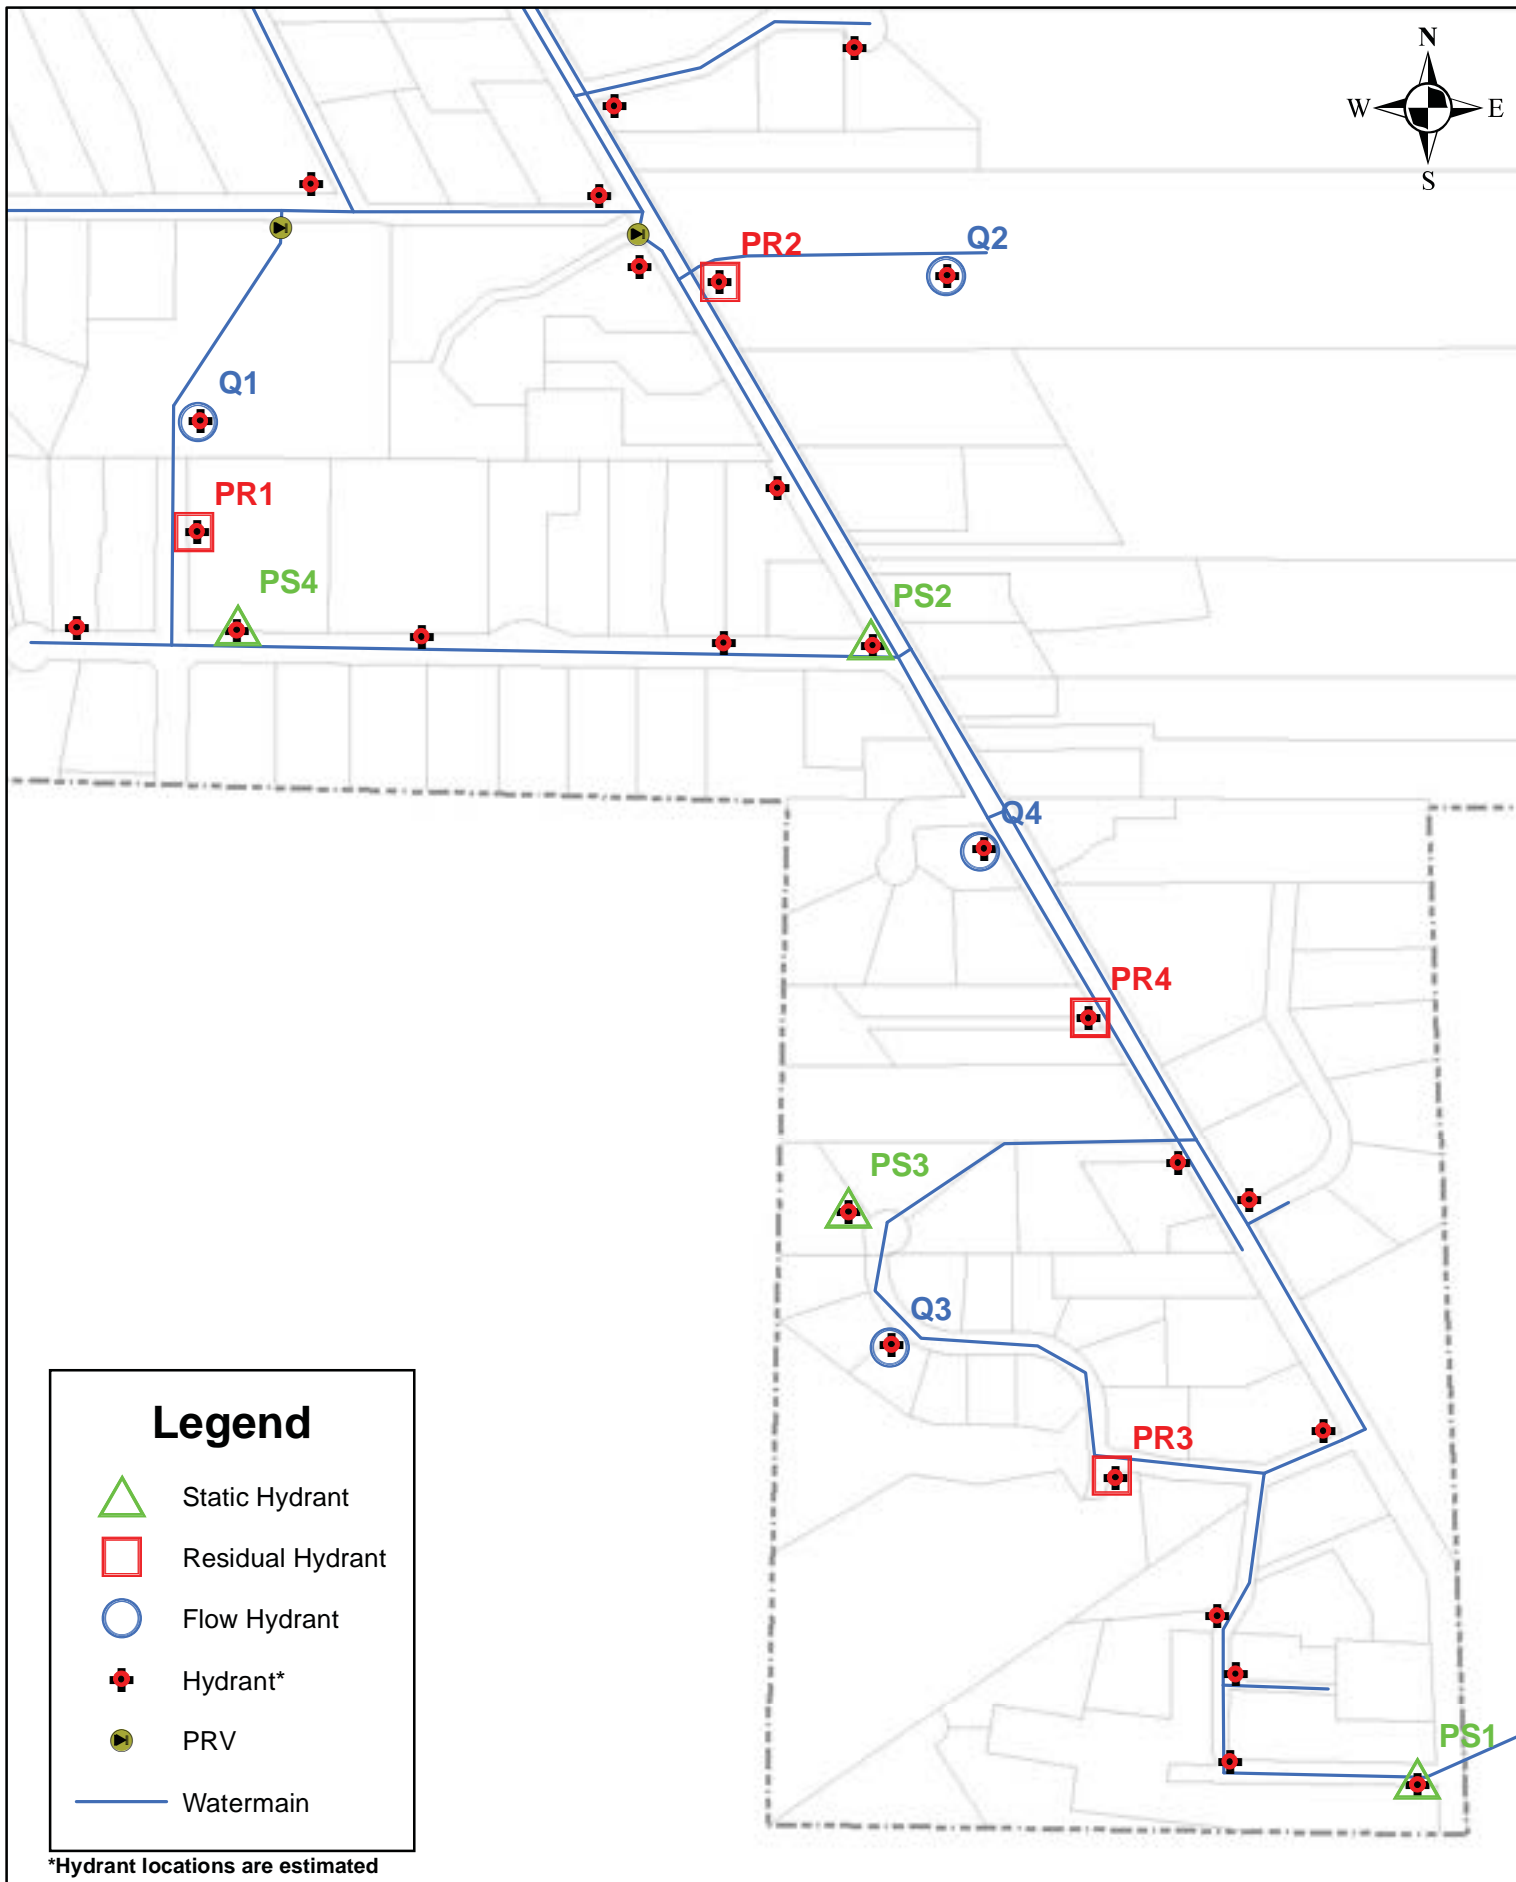 N
W E
S
PR2
Q2
Q1
PR1
PS4
PS2
Q4
PR4
PS3
Q3
PR3
PS1
Legend
Static Hydrant
Residual Hydrant
Flow Hydrant
Hydrant*
PRV
Watermain
*Hydrant locations are estimated